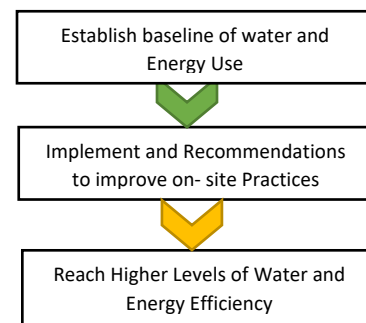 Establish baseline of water and
Energy Use
Implement and Recommendations
to improve on- site Practices
Reach Higher Levels of Water and
Energy Efficiency